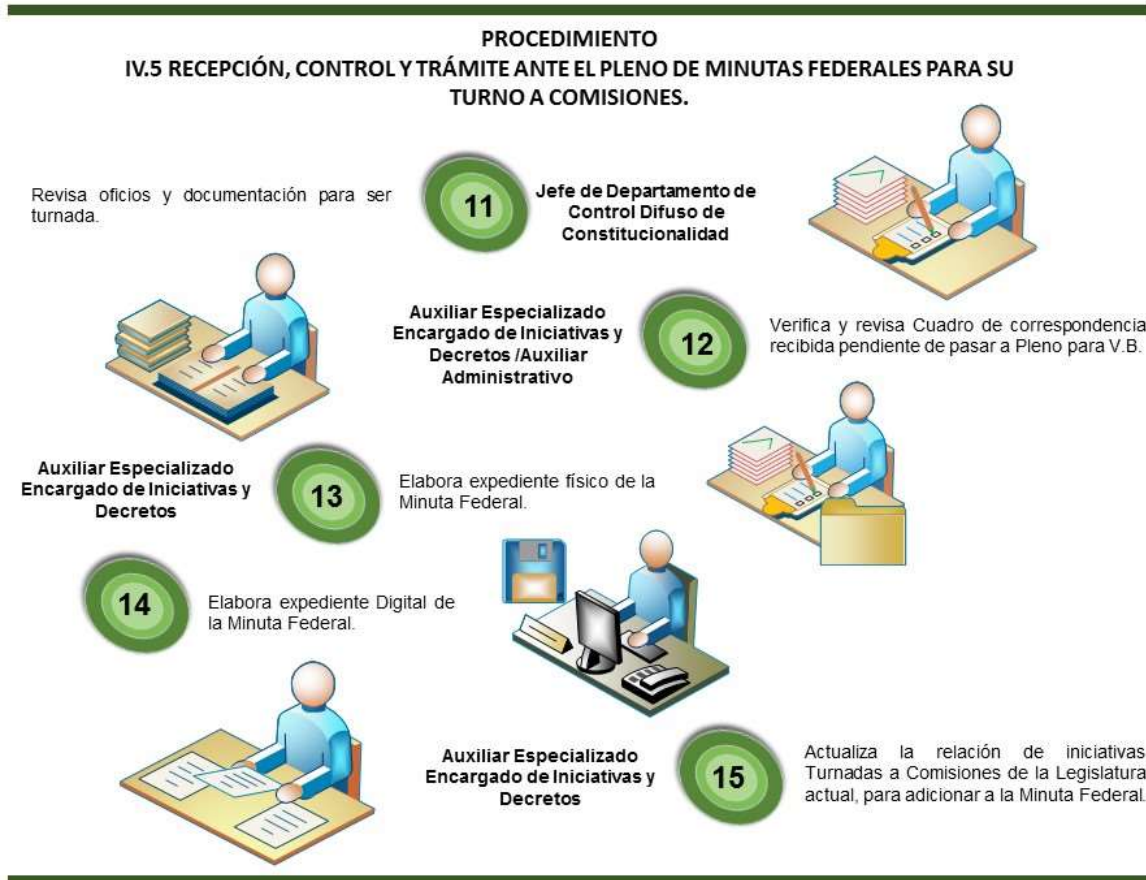 PROCEDIMIENTO
IV.5 RECEPCIÓN, CONTROL Y TRÁMITE ANTE EL PLENO DE MINUTAS FEDERALES PARA SU
TURNO A COMISIONES.
Revisa oficios y documentación para ser
turnada.
11
Jefe de Departamento de
Control Difuso de
Constitucionalidad
Auxiliar Especializado
Encargado de Iniciativas y
Decretos /Auxiliar
Administrativo
12
Verifica y revisa Cuadro de correspondencia
recibida pendiente de pasar a Pleno para V.B.
Auxiliar Especializado
Encargado de Iniciativas y
Decretos
13
Elabora expediente físico de la
Minuta Federal.
14
Elabora expediente Digital de
la Minuta Federal.
Auxiliar Especializado
Encargado de Iniciativas y
Decretos
15
Actualiza la relación de iniciativas
Turnadas a Comisiones de la Legislatura
actual, para adicionar a la Minuta Federal.